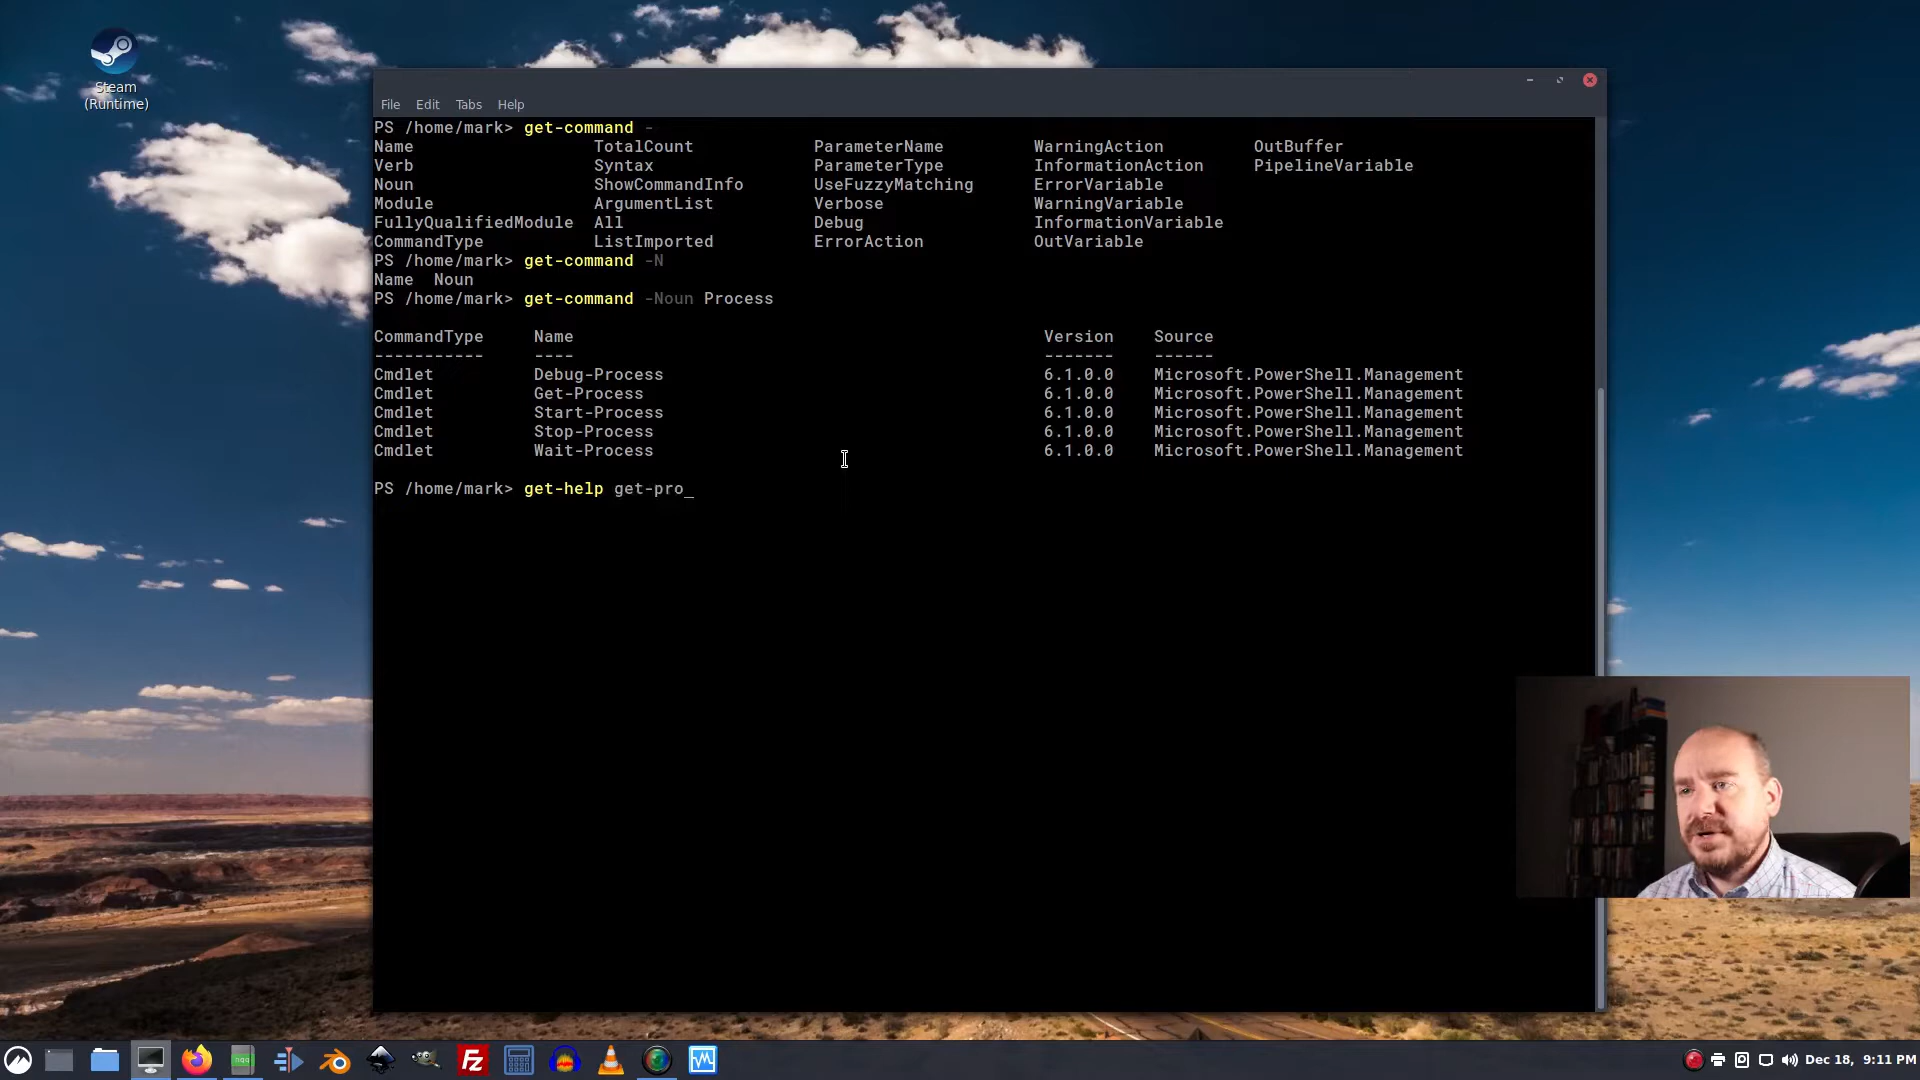 Steam
(Runtime)
File Edit Tabs Help
PS /home/mark> get-command -
Name TotalCount ParameterName WarningAction OutBuffer
Verb Syntax ParameterType InformationAction PipelineVariable
Noun ShowCommandInfo UseFuzzyMatching ErrorVariable
Module ArgumentList Verbose WarningVariable
FullyQualifiedModule All Debug InformationVariable
CommandType ListImported ErrorAction OutVariable
PS /home/mark> get-command -N
Name Noun
PS /home/mark> get-command -Noun Process
CommandType Name Version Source
----------- ---- ------- ------
Cmdlet Debug-Process 6.1.0.0 Microsoft.PowerShell.Management
Cmdlet Get-Process 6.1.0.0 Microsoft.PowerShell.Management
Cmdlet Start-Process 6.1.0.0 Microsoft.PowerShell.Management
Cmdlet Stop-Process 6.1.0.0 Microsoft.PowerShell.Management
Cmdlet Wait-Process 6.1.0.0 Microsoft.PowerShell.Management
PS /home/mark> get-help get-pro_
hqq
Fz
Dec 18, 9:11 PM